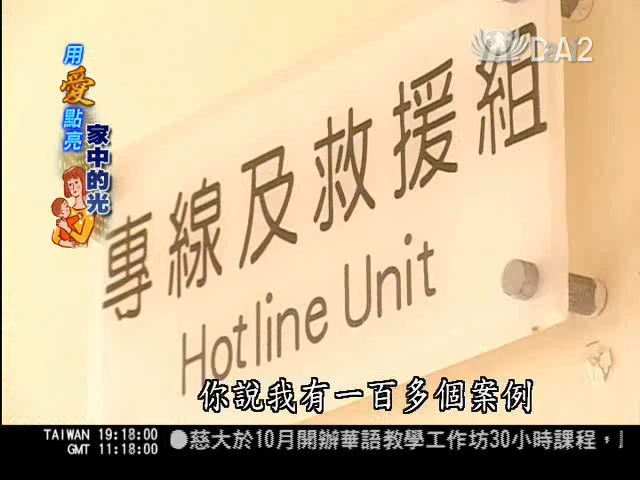 用愛點亮
家中的光
DaAi2
專線及救援組
Hotline Unit
你說我有一百多個案例
TAIWAN 19:18:00
GMT 11:18:00
●慈大於10月開辦華語教學工作坊30小時課程，